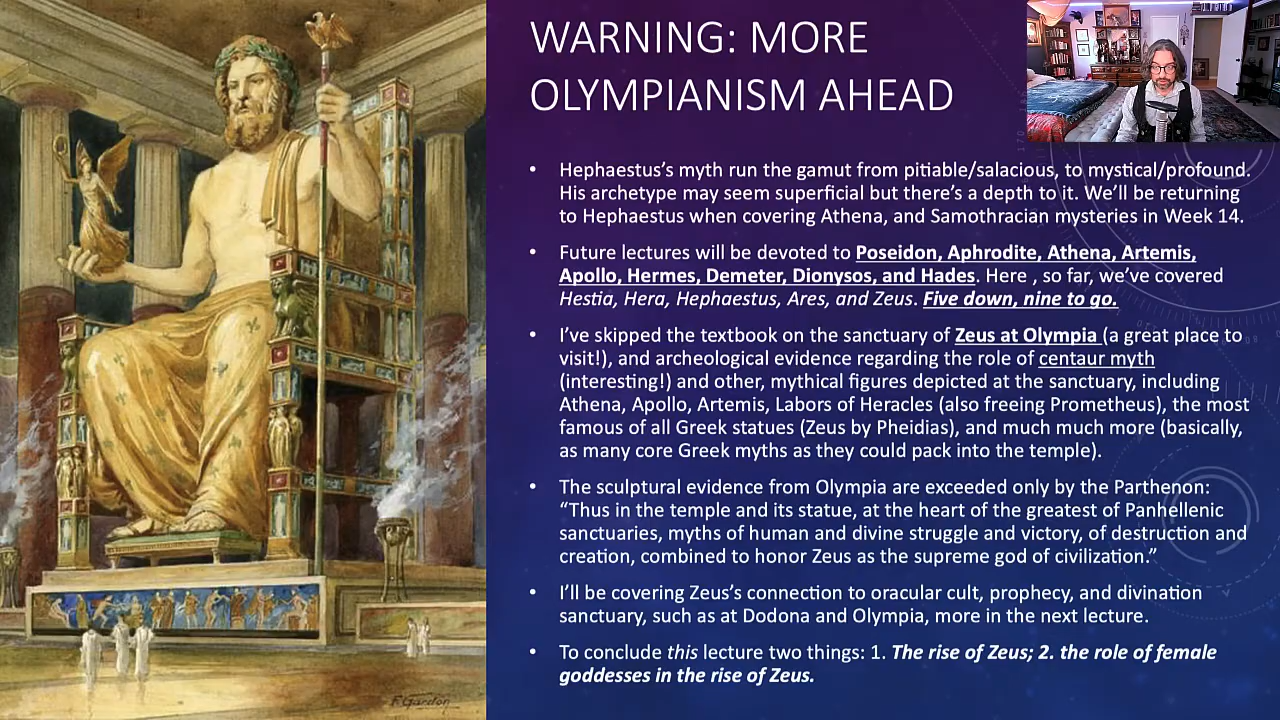 WARNING: MORE
OLYMPIANISM AHEAD
• Hephaestus's myth run the gamut from pitiable/salacious, to mystical/profound.
His archetype may seem superficial but there's a depth to it. We'll be returning
to Hephaestus when covering Athena, and Samothracian mysteries in Week 14.
• Future lectures will be devoted to Poseidon, Aphrodite, Athena, Artemis,
Apollo, Hermes, Demeter, Dionysos, and Hades. Here , so far, we've covered
Hestia, Hera, Hephaestus, Ares, and Zeus. Five down, nine to go.
• I've skipped the textbook on the sanctuary of Zeus at Olympia (a great place to
visit!), and archeological evidence regarding the role of centaur myth
(interesting!) and other, mythical figures depicted at the sanctuary, including
Athena, Apollo, Artemis, Labors of Heracles (also freeing Prometheus), the most
famous of all Greek statues (Zeus by Pheidias), and much much more (basically,
as many core Greek myths as they could pack into the temple).
• The sculptural evidence from Olympia are exceeded only by the Parthenon:
“Thus in the temple and its statue, at the heart of the greatest of Panhellenic
sanctuaries, myths of human and divine struggle and victory, of destruction and
creation, combined to honor Zeus as the supreme god of civilization.”
• I'll be covering Zeus's connection to oracular cult, prophecy, and divination
sanctuary, such as at Dodona and Olympia, more in the next lecture.
• To conclude this lecture two things: 1. The rise of Zeus; 2. the role of female
goddesses in the rise of Zeus.